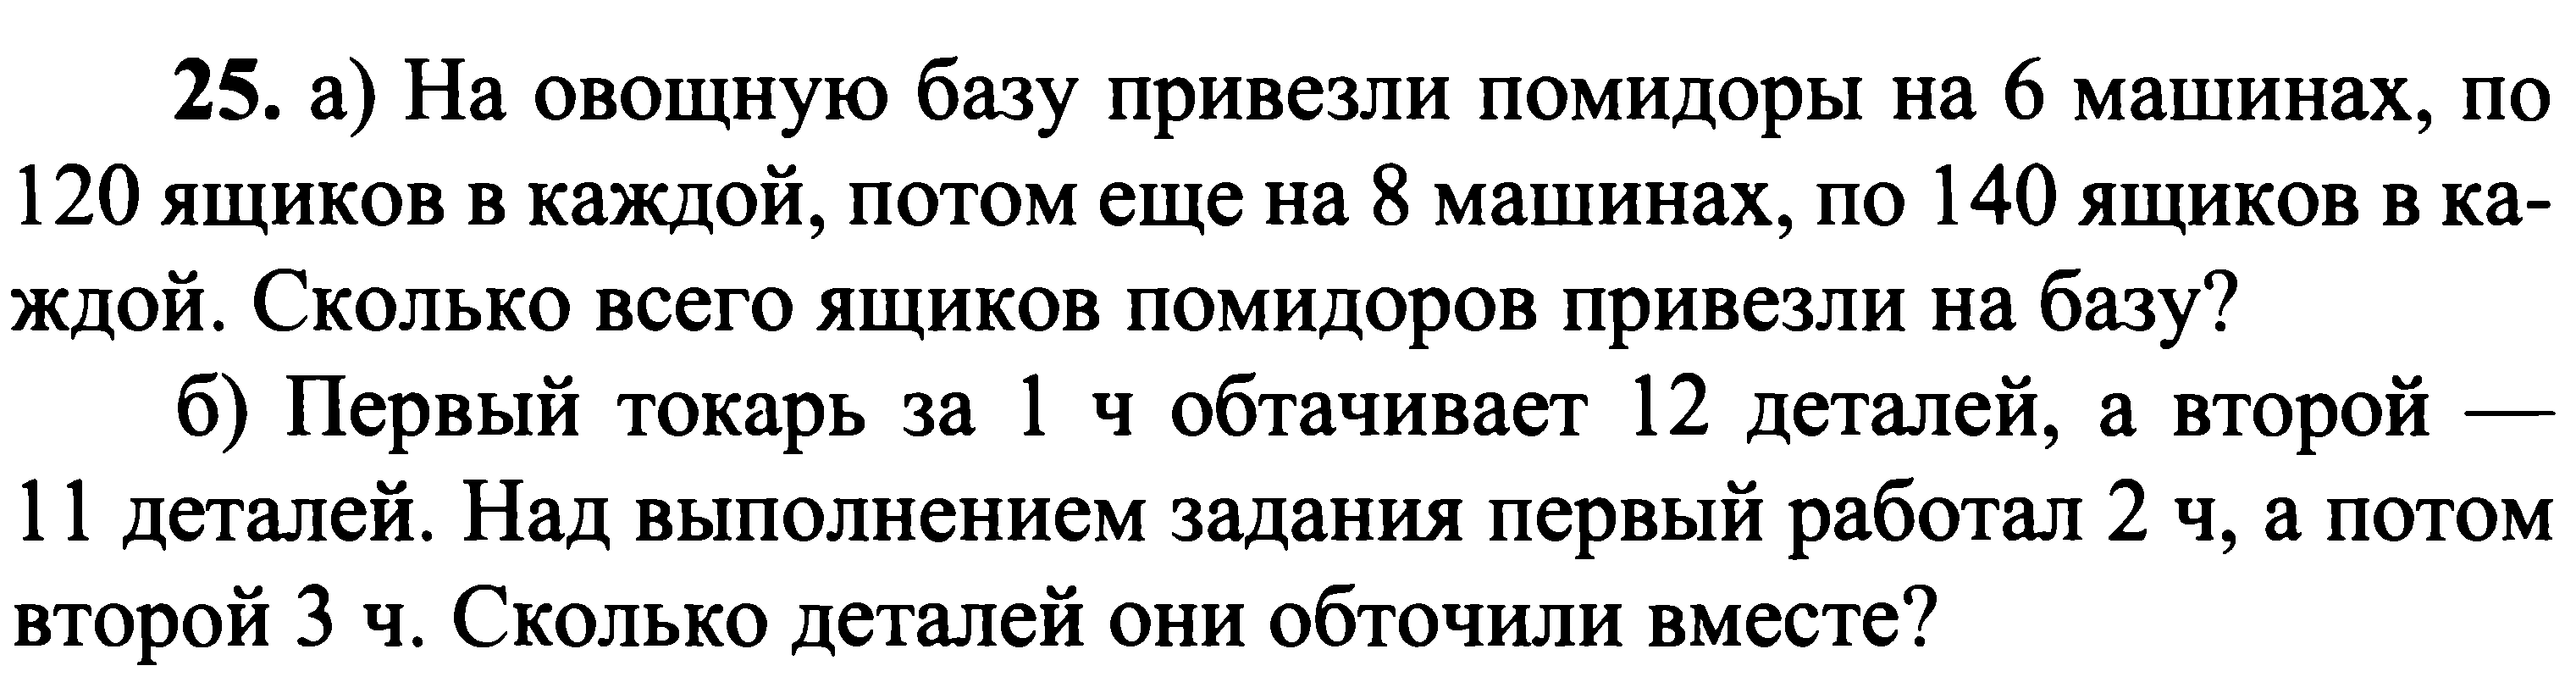 25. а) На овощную базу привезли помидоры на 6 машинах, по
120 ящиков в каждой, потом еще на 8 машинах, по 140 ящиков в ка-
ждой. Сколько всего ящиков помидоров привезли на базу?
б) Первый токарь за 1 ч обтачивает 12 деталей, а второй —
11 деталей. Над выполнением задания первый работал 2 ч, а потом
второй 3 ч. Сколько деталей они обточили вместе?